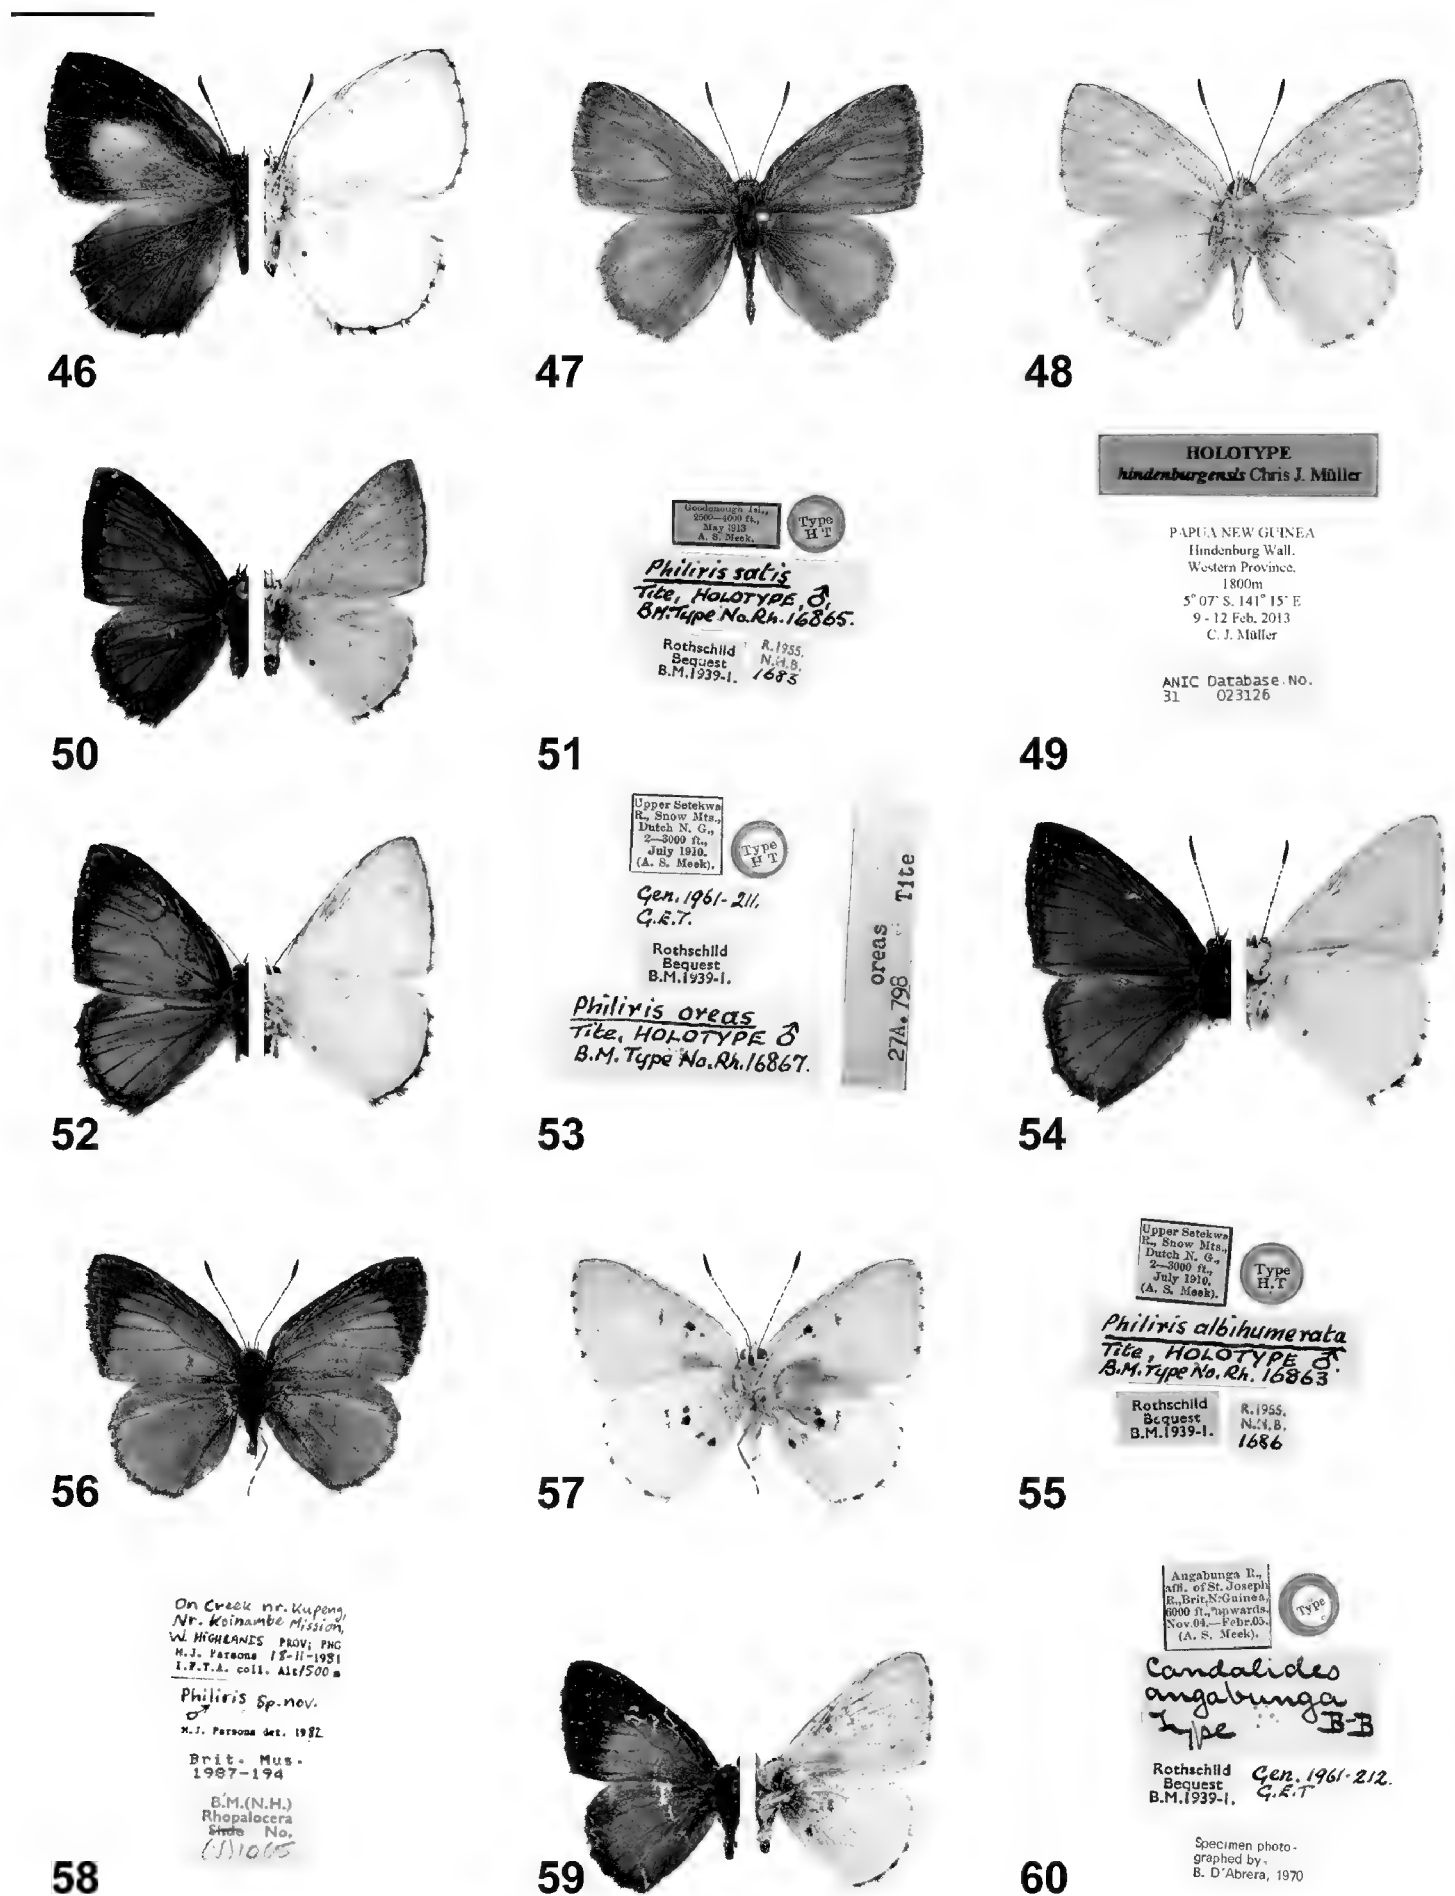 46
47
48
HOLOTYPE
hindenburgensis Chris J. Müller
PAPUA NEW GUINEA
Hindenburg Wall.
Western Province.
1800m
5° 07' S. 141° 15' E
9 - 12 Feb. 2013
C. J. Müller
ANIC Database No.
31 023126
Goodenough Isl.,
2500—4000 ft.,
May 1913
A. S. Meek.
Type
H T
Philiris satis
Tite, HOLOTYPE, ♂,
B.M. Type No. Rh. 16865.
Rothschild
Bequest
B.M.1939-1.
R.1955.
N.H.B.
1685
50
51
49
Upper Setekwa
R., Snow Mts.,
Dutch N. G.,
2—3000 ft.,
July 1910.
(A. S. Meek).
Type
H T
Gen. 1961-211.
G.E.T.
Rothschild
Bequest
B.M.1939-1.
Philiris oreas
Tite, HOLOTYPE ♂
B.M. Type No. Rh. 16867.
oreas Tite
27A. 798
52
53
54
Upper Setekwa
R., Snow Mts.,
Dutch N. G.,
2—3000 ft.,
July 1910.
(A. S. Meek).
Type
H.T
Philiris albihumerata
Tite, HOLOTYPE ♂.
B.M. Type No. Rh. 16863
Rothschild
Bequest
B.M.1939-1.
R.1955.
N.H.B.
1686
56
57
55
On Creek nr. Kupeng,
Nr. Koinambe Mission,
W. HIGHLANDS PROV; PNG
M.J. Parsons 18-11-1981
I.F.T.A. coll. Alt 1500 m
Philiris Sp. nov.
♂
M.J. Parsons det. 1982
Brit. Mus.
1987-194
B.M.(N.H.)
Rhopalocera
Slide No.
1065
Angabunga R.,
affl. of St. Joseph
R., Brit. N. Guinea,
6000 ft., upwards.
Nov. 04.—Febr. 05.
(A. S. Meek).
Type
Candalides
angabunga
Type B-B
Rothschild
Bequest
B.M.1939-1.
Gen. 1961-212.
G.E.T
Specimen photo-
graphed by.
B. D'Abrera, 1970
58
59
60